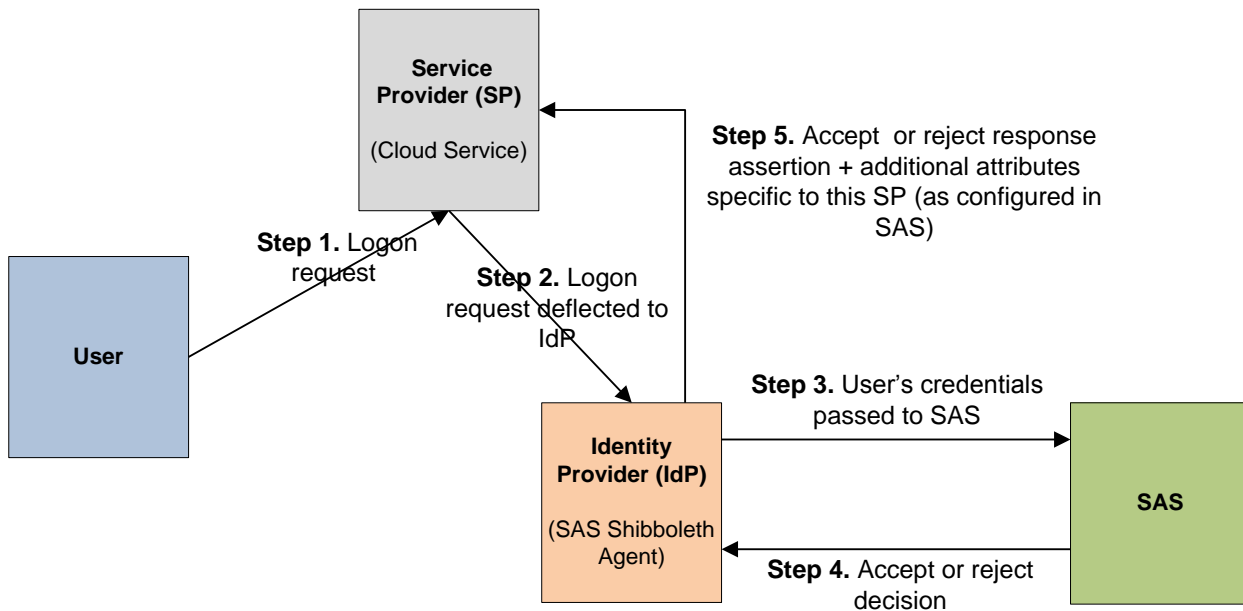 Service
Provider (SP)
(Cloud Service)
Step 5. Accept  or reject response
assertion + additional attributes
specific to this SP (as configured in
SAS)
Step 1. Logon
request
Step 2. Logon
request deflected to
IdP
User
Step 3. User’s credentials
passed to SAS
Identity
Provider (IdP)
(SAS Shibboleth
Agent)
SAS
Step 4. Accept or reject
decision